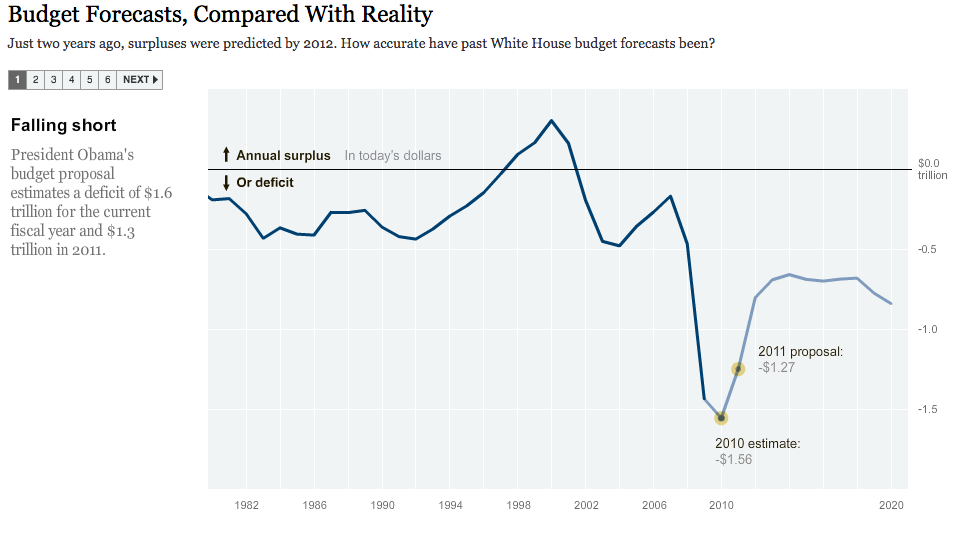 Budget Forecasts, Compared With Reality
Just two years ago, surpluses were predicted by 2012. How accurate have past White House budget forecasts been?
1 2 3 4 5 6 NEXT
Falling short
President Obama's
budget proposal
estimates a deficit of $1.6
trillion for the current
fiscal year and $1.3
trillion in 2011.
Annual surplus In today's dollars
Or deficit
$0.0
trillion
-0.5
-1.0
-1.5
2011 proposal:
-$1.27
2010 estimate:
-$1.56
1982 1986 1990 1994 1998 2002 2006 2010 2020